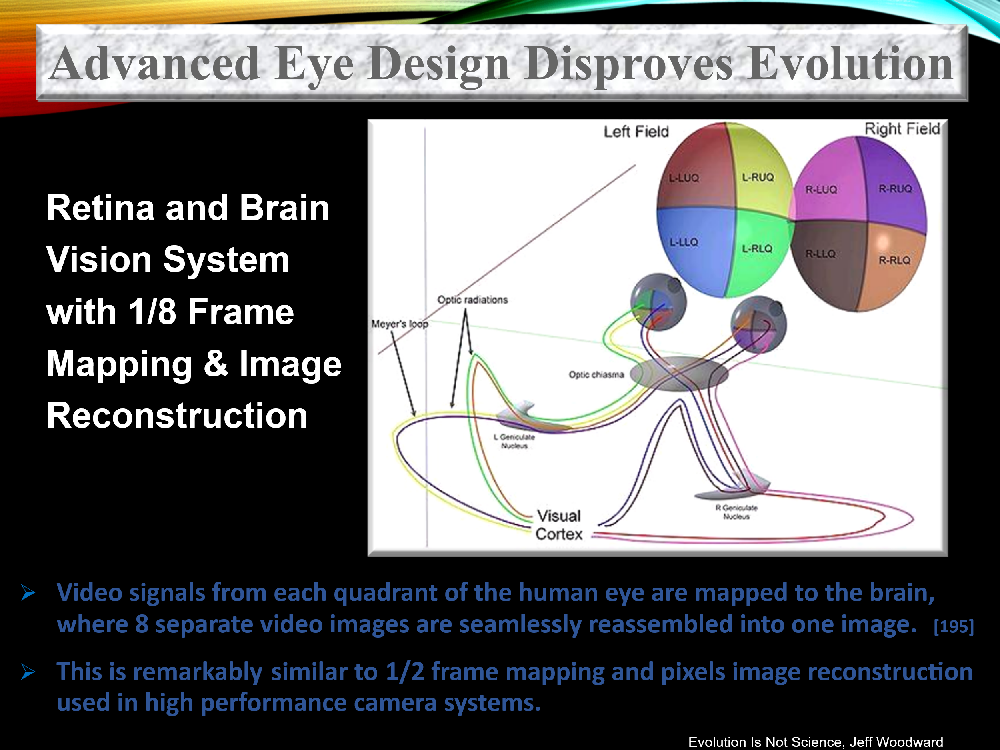 Advanced Eye Design Disproves Evolution
Retina and Brain
Vision System
with 1/8 Frame
Mapping & Image
Reconstruction
Left Field
Right Field
L-LUQ
L-RUQ
R-LUQ
R-RUQ
L-LLQ
L-RLQ
R-LLQ
R-RLQ
Optic radiations
Meyer's loop
Optic chiasma
L Geniculate
Nucleus
R Geniculate
Nucleus
Visual
Cortex
Video signals from each quadrant of the human eye are mapped to the brain,
where 8 separate video images are seamlessly reassembled into one image. [195]
This is remarkably similar to 1/2 frame mapping and pixels image reconstruction
used in high performance camera systems.
Evolution Is Not Science, Jeff Woodward